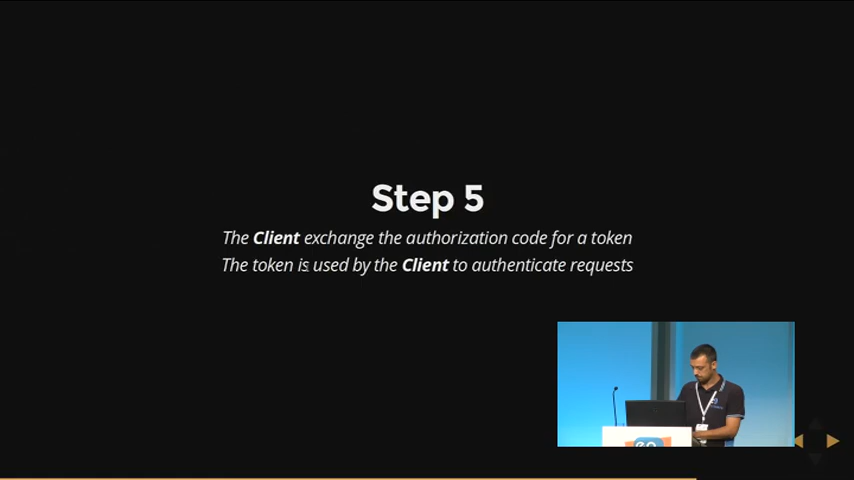 Step 5
The Client exchange the authorization code for a token
The token is used by the Client to authenticate requests